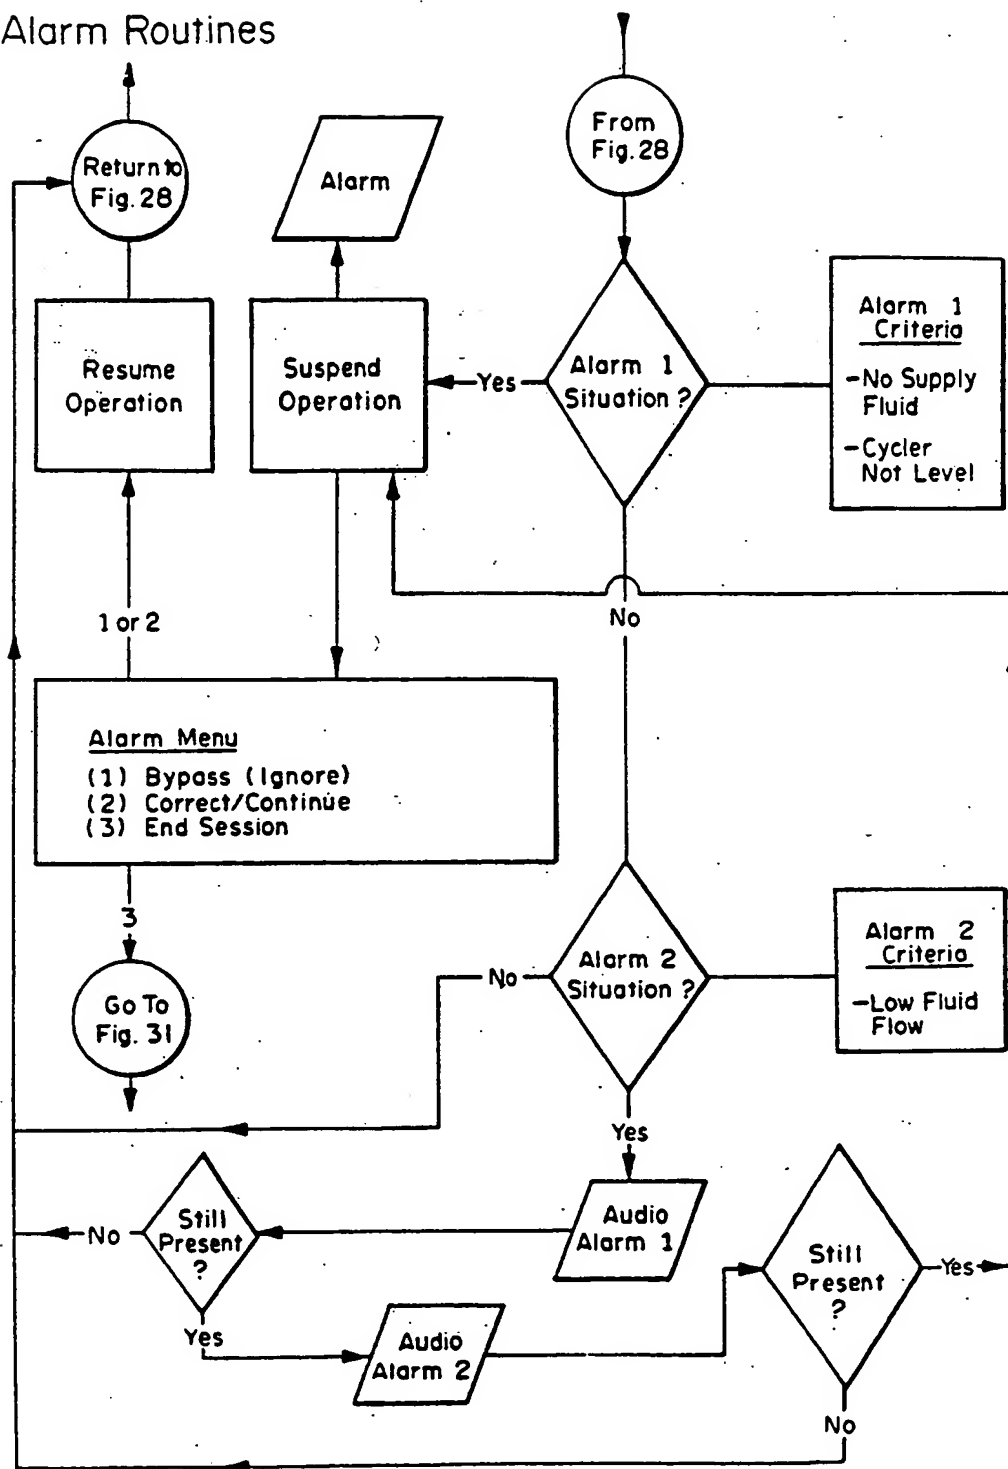 Alarm Routines
Return to
Fig. 28
Alarm
From
Fig. 28
Resume
Operation
Suspend
Operation
Yes
Alarm 1
Situation ?
Alarm 1
Criteria
-No Supply
Fluid
-Cycler
Not Level
1 or 2
No
Alarm Menu
(1) Bypass (Ignore)
(2) Correct/Continue
(3) End Session
3
Go To
Fig. 31
No
Alarm 2
Situation ?
Alarm 2
Criteria
-Low Fluid
Flow
Yes
No
Still
Present
?
Audio
Alarm 1
Still
Present
?
Yes
Yes
Audio
Alarm 2
No